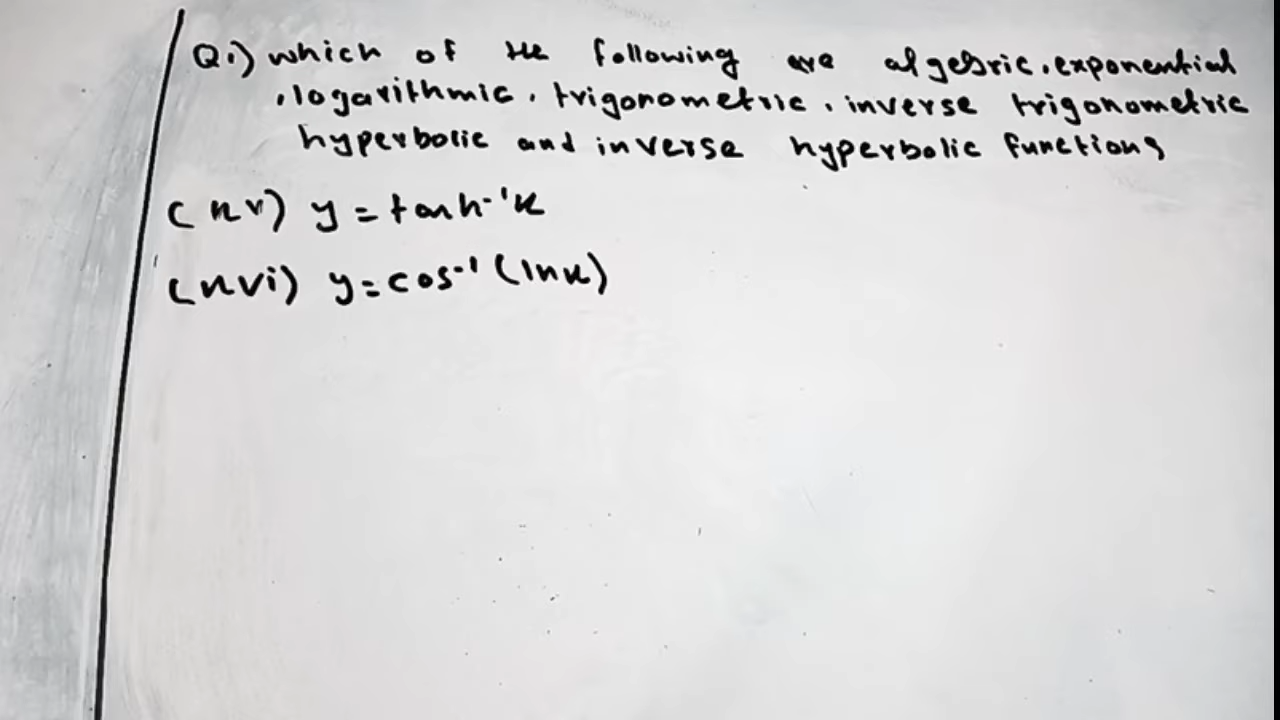 Q1) which of the following are algebric, exponential
, logarithmic, trigonometric, inverse trigonometric
hyperbolic and inverse hyperbolic functions
(xv) y = tanh⁻¹x
(xvi) y = cos⁻¹ (lnx)